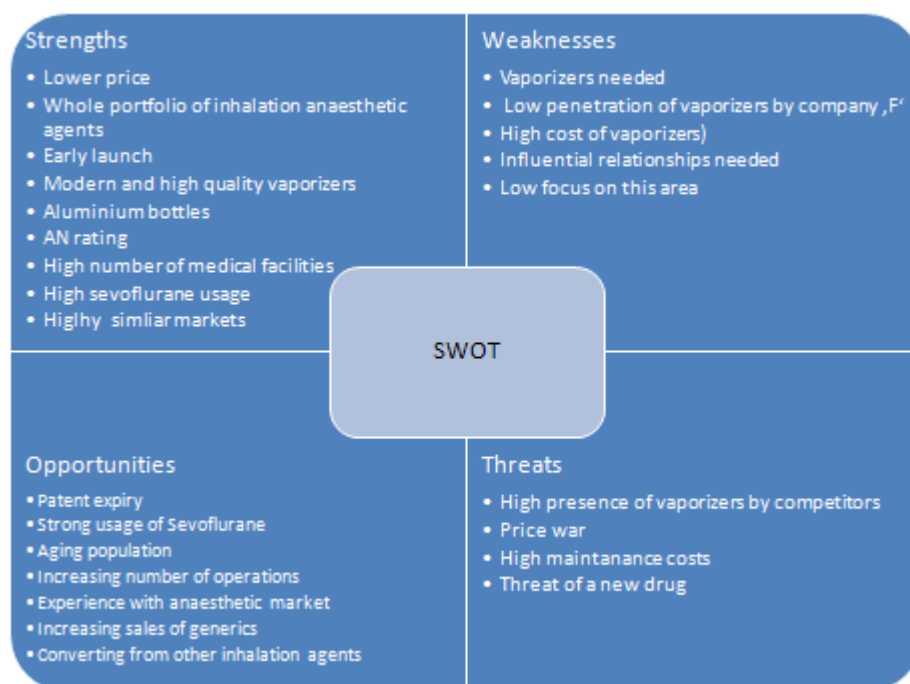 Strengths
• Lower price
• Whole portfolio of inhalation anaesthetic
agents
• Early launch
• Modern and high quality vaporizers
• Aluminium bottles
• AN rating
• High number of medical facilities
• High sevoflurane usage
• Higlhy simliar markets
Weaknesses
• Vaporizers needed
• Low penetration of vaporizers by company ‚F‘
• High cost of vaporizers)
• Influential relationships needed
• Low focus on this area
SWOT
Opportunities
• Patent expiry
• Strong usage of Sevoflurane
• Aging population
• Increasing number of operations
• Experience with anaesthetic market
• Increasing sales of generics
• Converting from other inhalation agents
Threats
• High presence of vaporizers by competitors
• Price war
• High maintanance costs
• Threat of a new drug